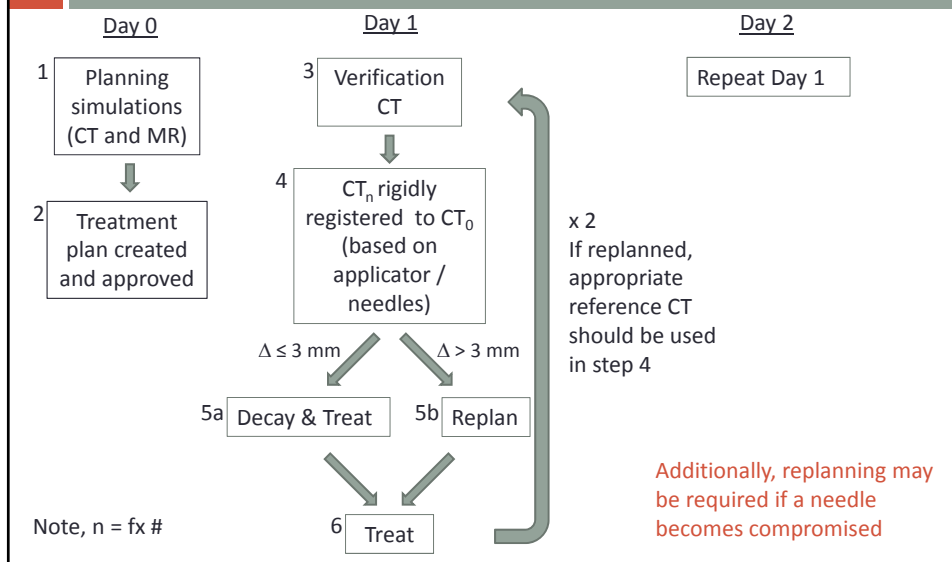 Day 0
1
Planning
simulations
(CT and MR)
2
Treatment
plan created
and approved
Note, n = fx #
Day 1
3
Verification
CT
4
CTn rigidly
registered to CT0
(based on
applicator /
needles)
Δ ≤ 3 mm
Δ > 3 mm
5a
Decay & Treat
5b
Replan
6
Treat
x 2
If replanned,
appropriate
reference CT
should be used
in step 4
Day 2
Repeat Day 1
Additionally, replanning may
be required if a needle
becomes compromised